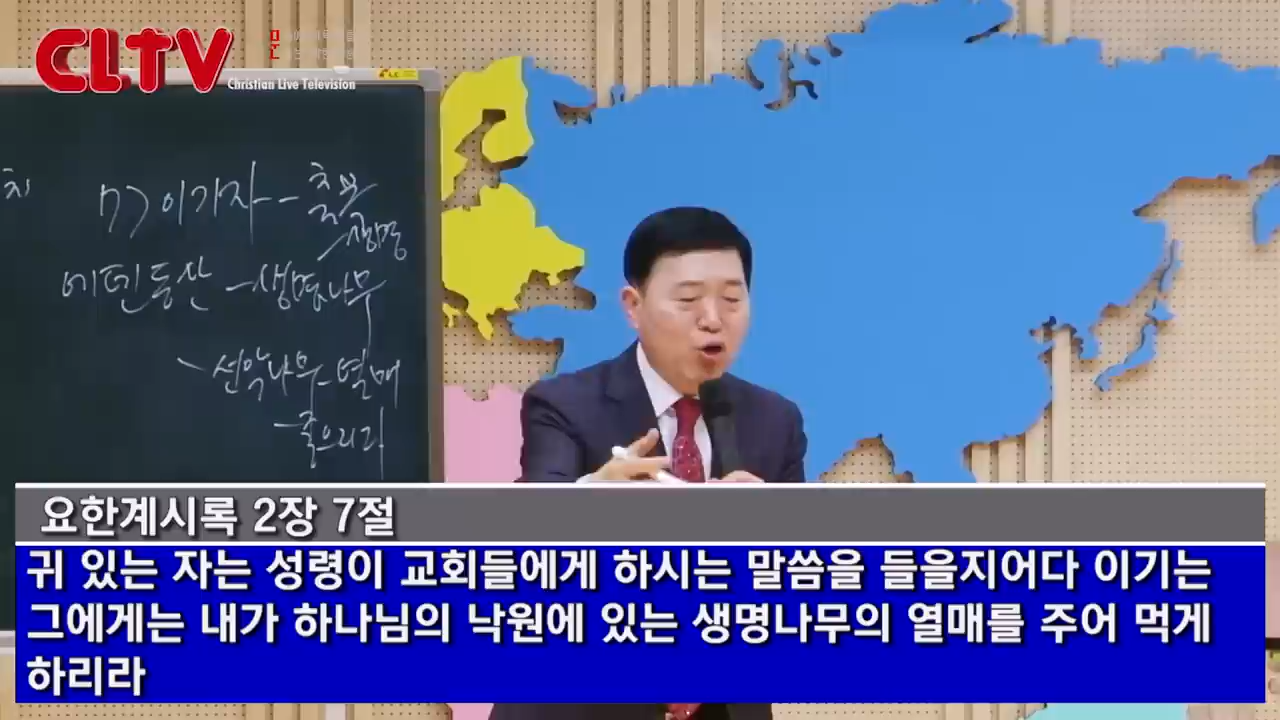 CLTV
Christian Live Television
7) 이기자 - 축복
생명
에덴동산 - 생명나무
- 선악나무 - 열매
- 죽으리라
요한계시록 2장 7절
귀 있는 자는 성령이 교회들에게 하시는 말씀을 들을지어다 이기는
그에게는 내가 하나님의 낙원에 있는 생명나무의 열매를 주어 먹게
하리라